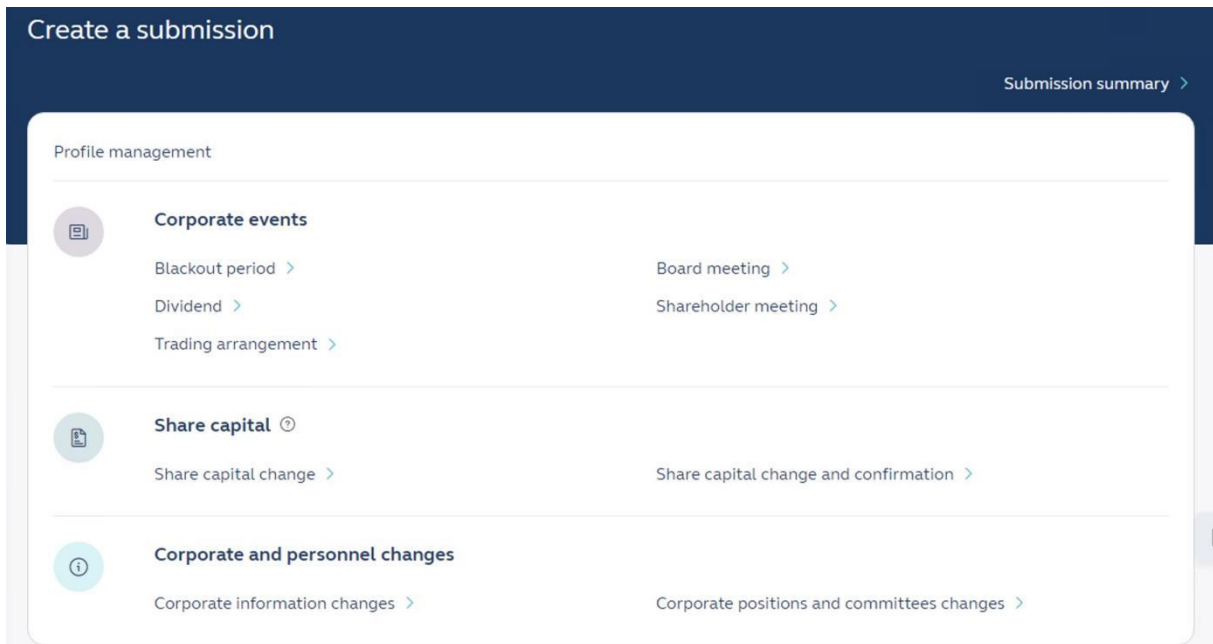 Create a submission
Submission summary >
Profile management
Corporate events
Blackout period >
Board meeting >
Dividend >
Shareholder meeting >
Trading arrangement >
Share capital ?
Share capital change >
Share capital change and confirmation >
Corporate and personnel changes
Corporate information changes >
Corporate positions and committees changes >